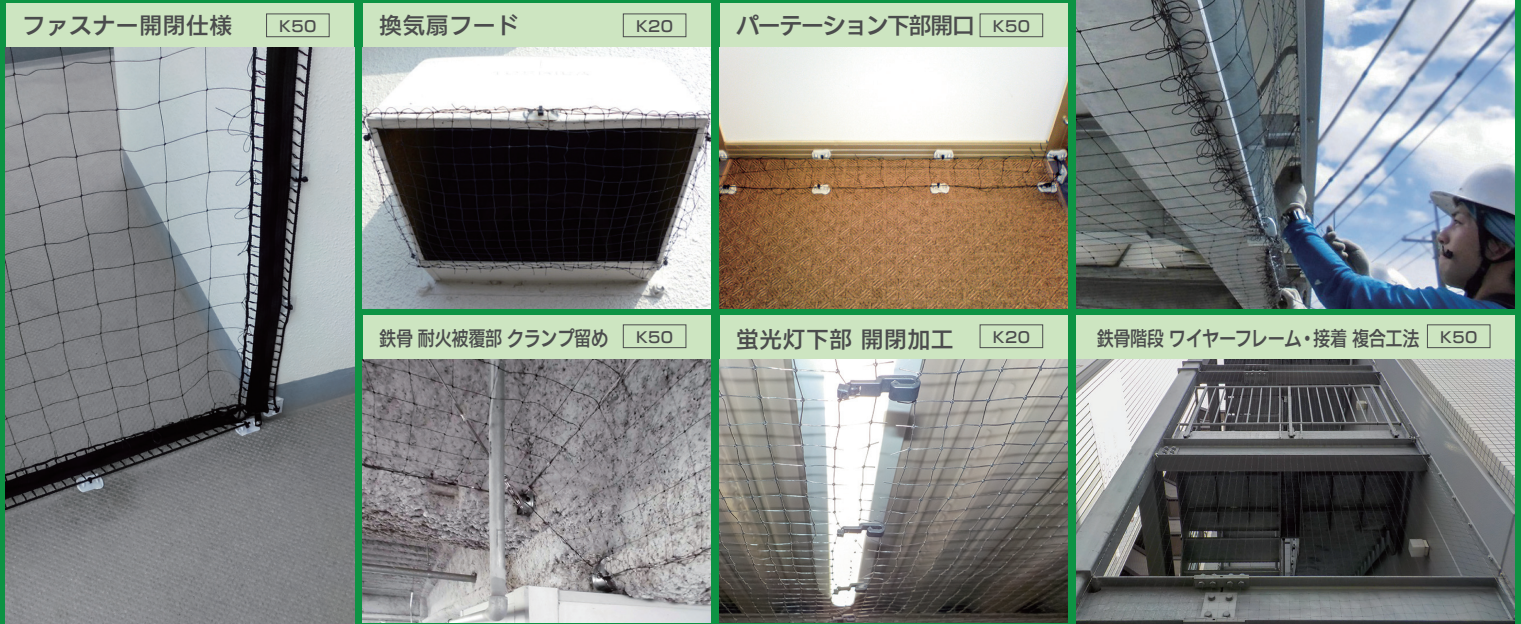 ファスナー開閉仕様 K50
換気扇フード K20
パーテーション下部開口 K50
鉄骨 耐火被覆部 クランプ留め K50
蛍光灯下部 開閉加工 K20
鉄骨階段 ワイヤーフレーム・接着 複合工法 K50